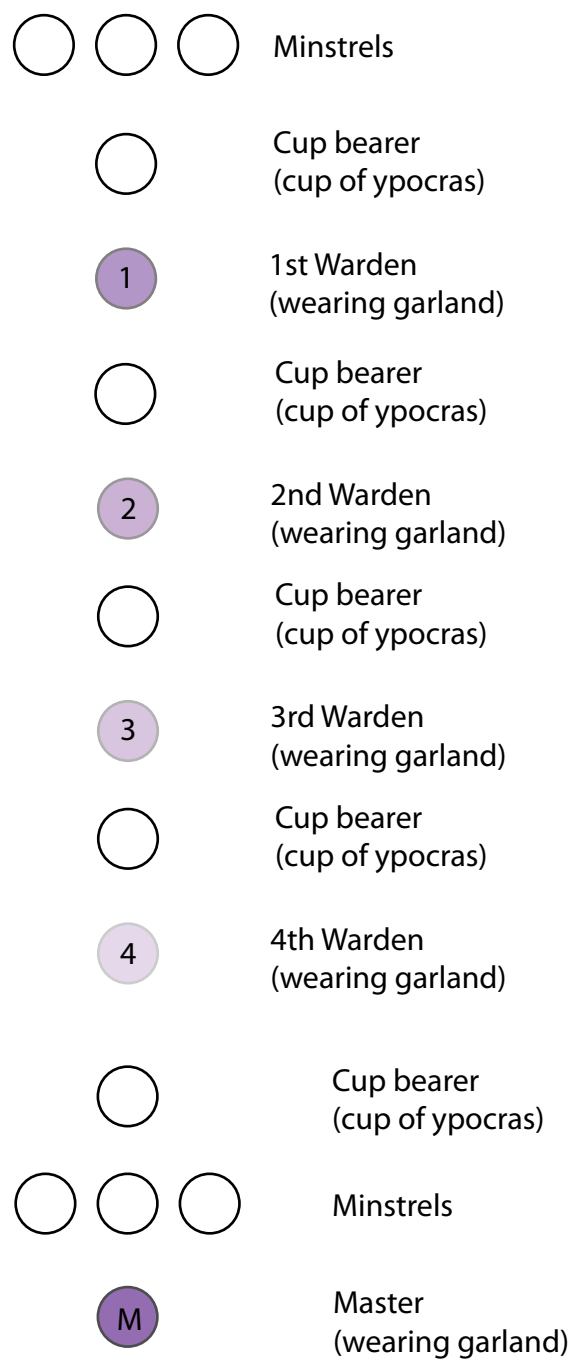 Minstrels
Cup bearer
(cup of ypocras)
1
1st Warden
(wearing garland)
Cup bearer
(cup of ypocras)
2
2nd Warden
(wearing garland)
Cup bearer
(cup of ypocras)
3
3rd Warden
(wearing garland)
Cup bearer
(cup of ypocras)
4
4th Warden
(wearing garland)
Cup bearer
(cup of ypocras)
Minstrels
M
Master
(wearing garland)